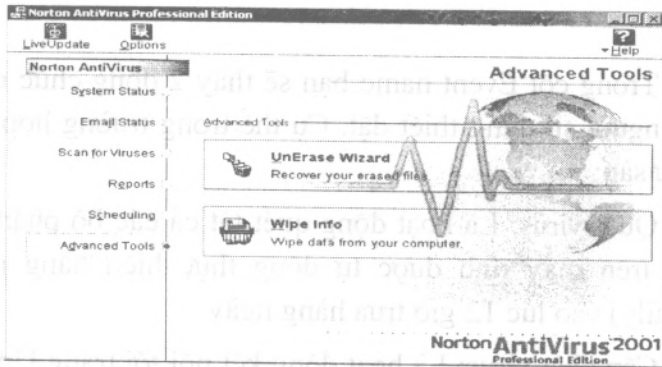 Norton AntiVirus Professional Edition
LiveUpdate
Options
Help
Norton AntiVirus
System Status
Email Status
Scan for Viruses
Reports
Scheduling
Advanced Tools
Advanced Tools
Advanced Tools
UnErase Wizard
Recover your erased files.
Wipe Info
Wipe data from your computer.
Norton AntiVirus 2001
Professional Edition